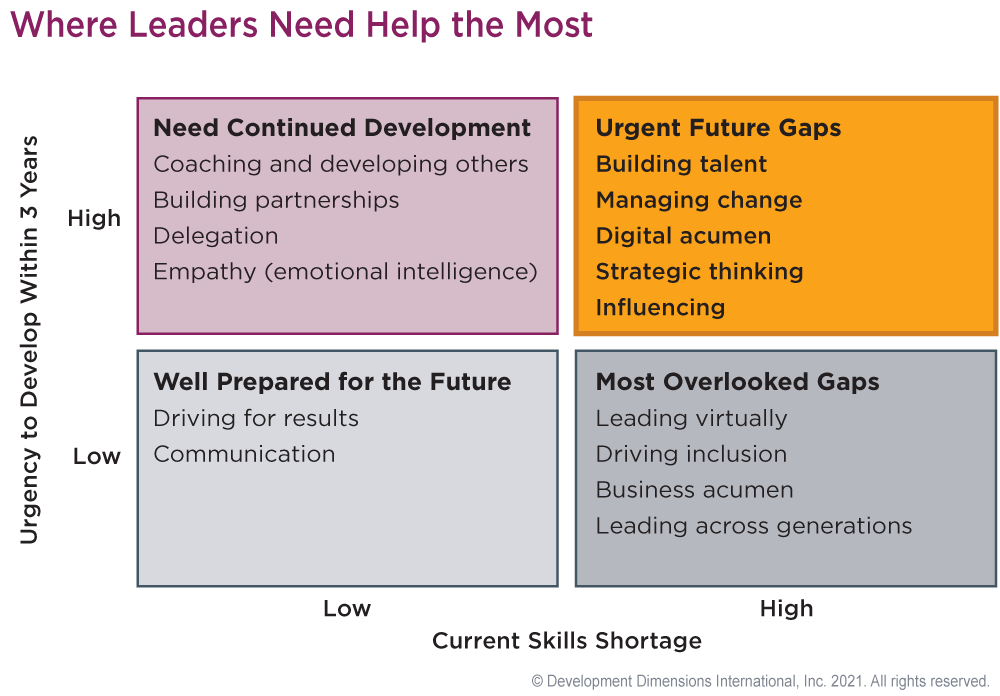 Where Leaders Need Help the Most
Urgency to Develop Within 3 Years
High
Need Continued Development
Coaching and developing others
Building partnerships
Delegation
Empathy (emotional intelligence)
Urgent Future Gaps
Building talent
Managing change
Digital acumen
Strategic thinking
Influencing
Low
Well Prepared for the Future
Driving for results
Communication
Most Overlooked Gaps
Leading virtually
Driving inclusion
Business acumen
Leading across generations
Low
High
Current Skills Shortage
© Development Dimensions International, Inc. 2021. All rights reserved.